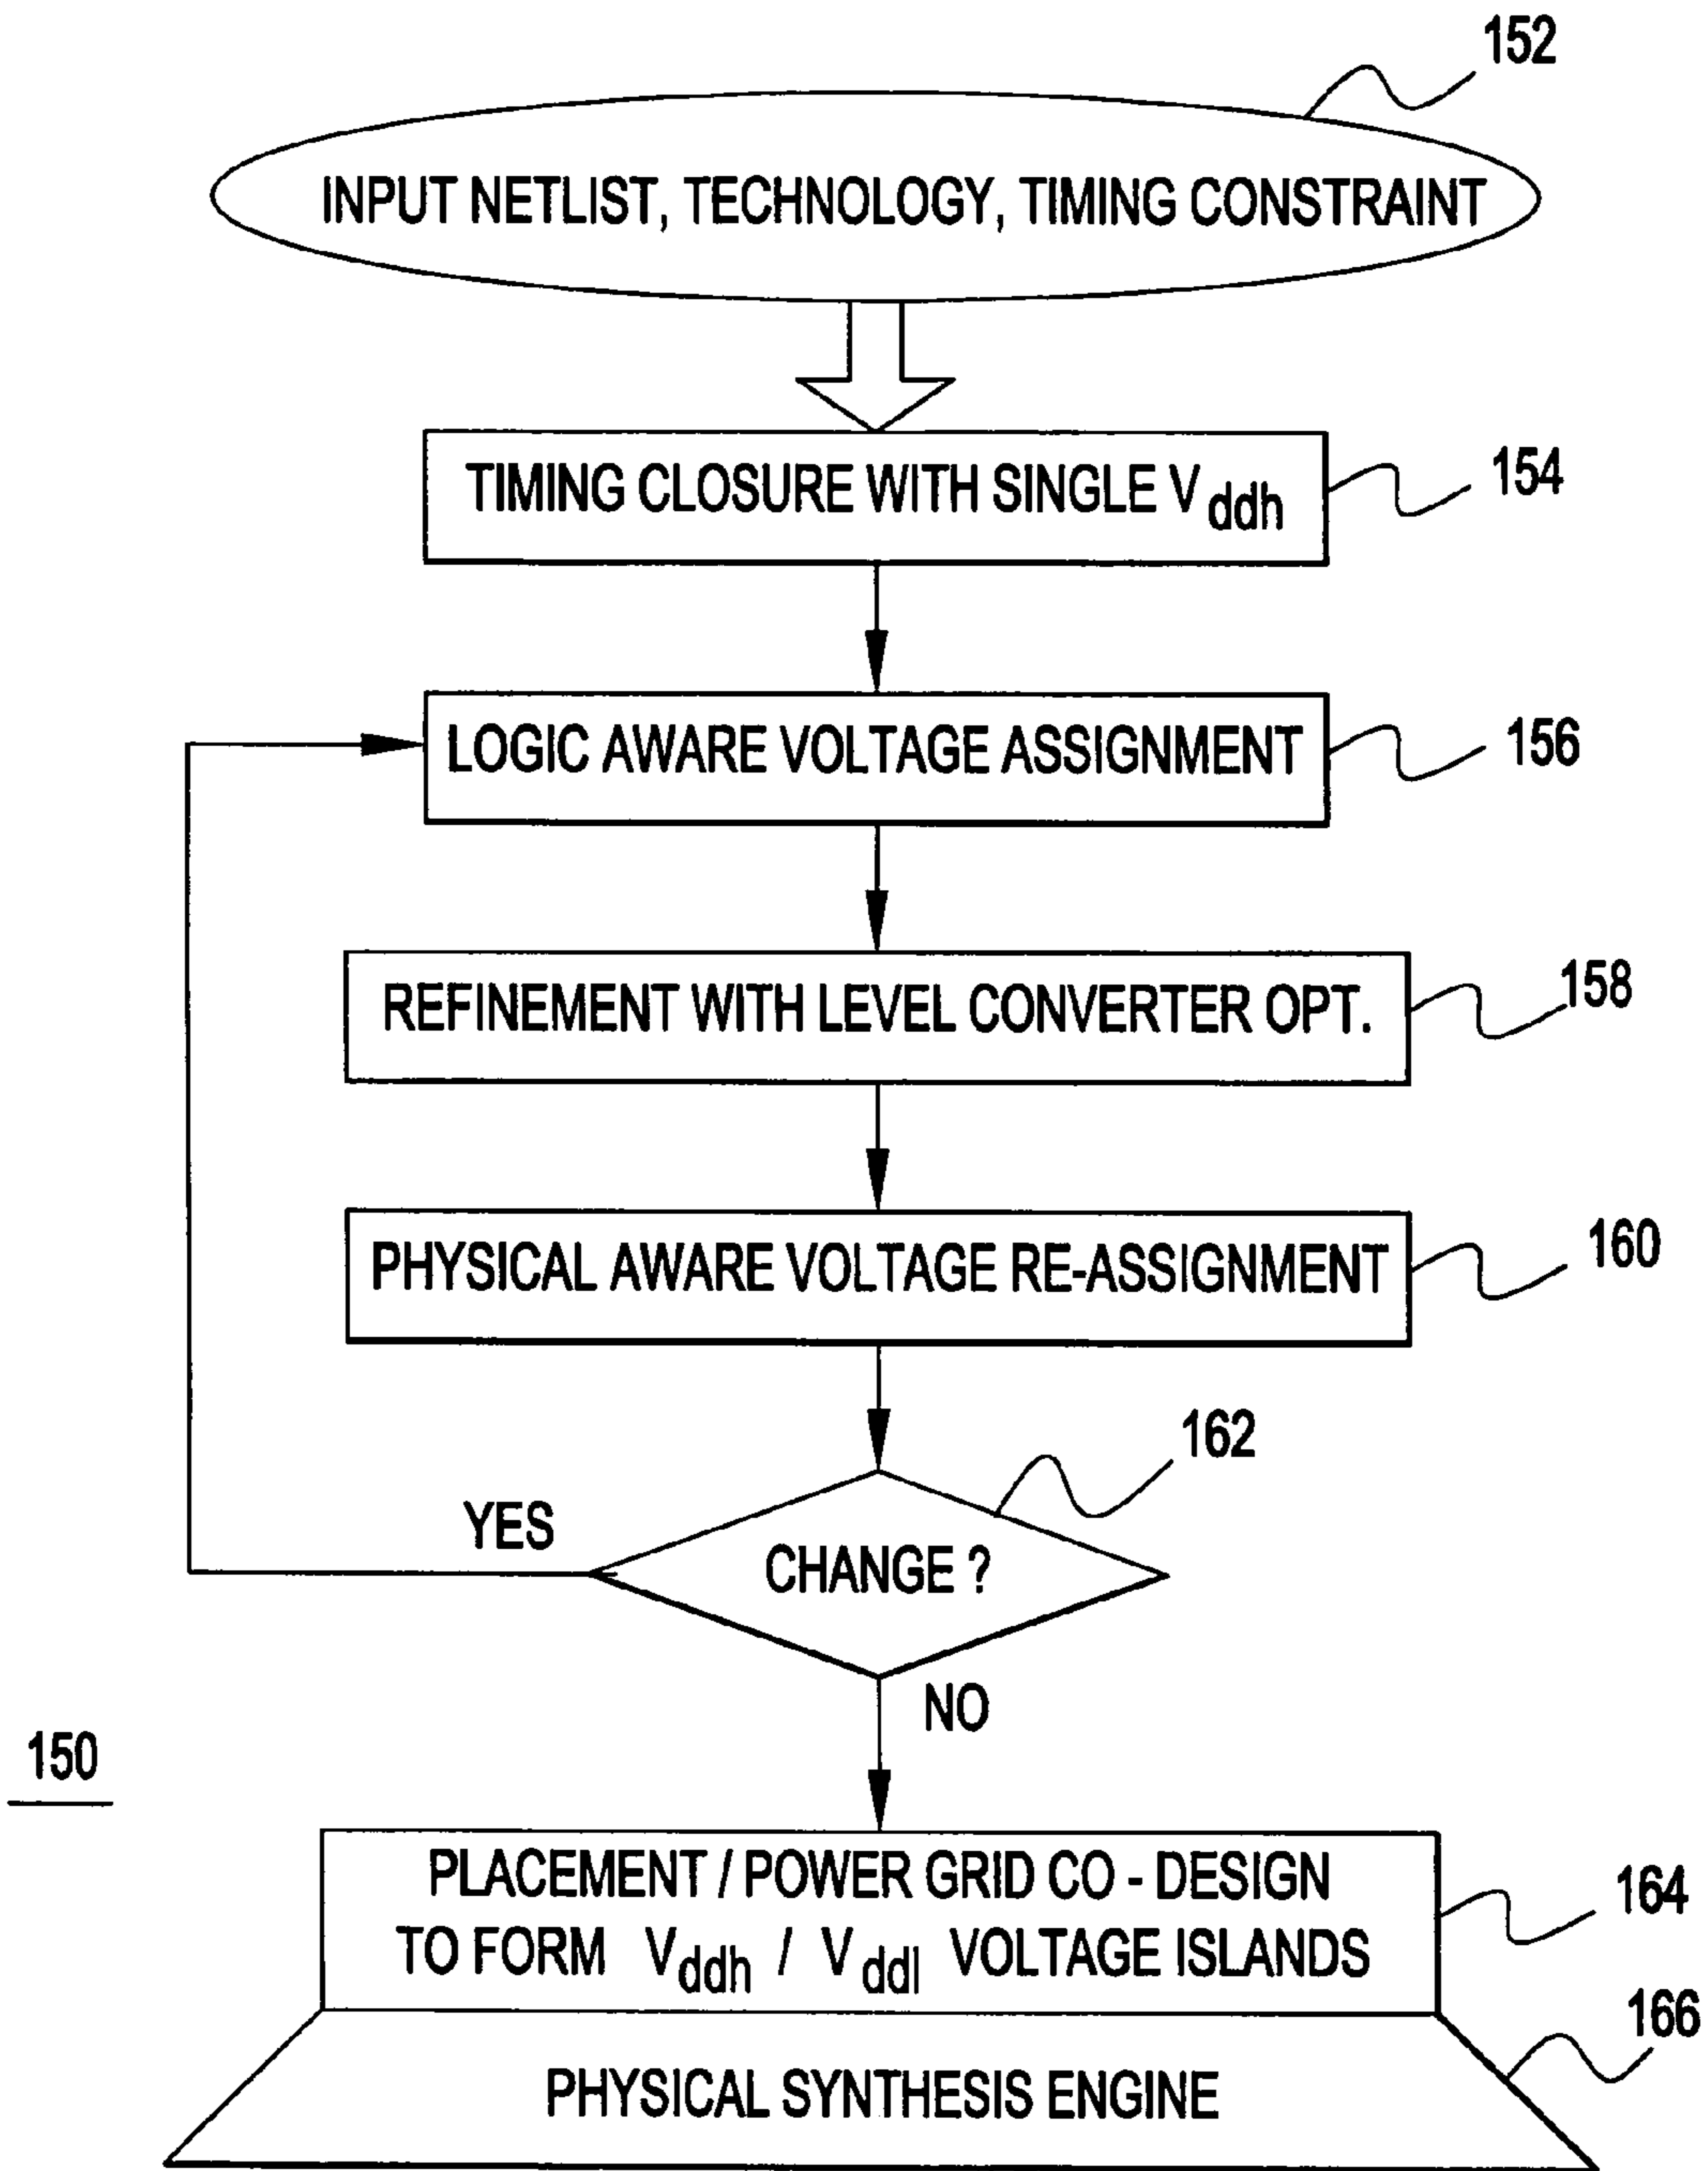 152
INPUT NETLIST, TECHNOLOGY, TIMING CONSTRAINT
TIMING CLOSURE WITH SINGLE Vddh
154
LOGIC AWARE VOLTAGE ASSIGNMENT
156
REFINEMENT WITH LEVEL CONVERTER OPT.
158
PHYSICAL AWARE VOLTAGE RE-ASSIGNMENT
160
162
YES
CHANGE ?
NO
150
PLACEMENT / POWER GRID CO - DESIGN
TO FORM Vddh / Vddl VOLTAGE ISLANDS
164
166
PHYSICAL SYNTHESIS ENGINE